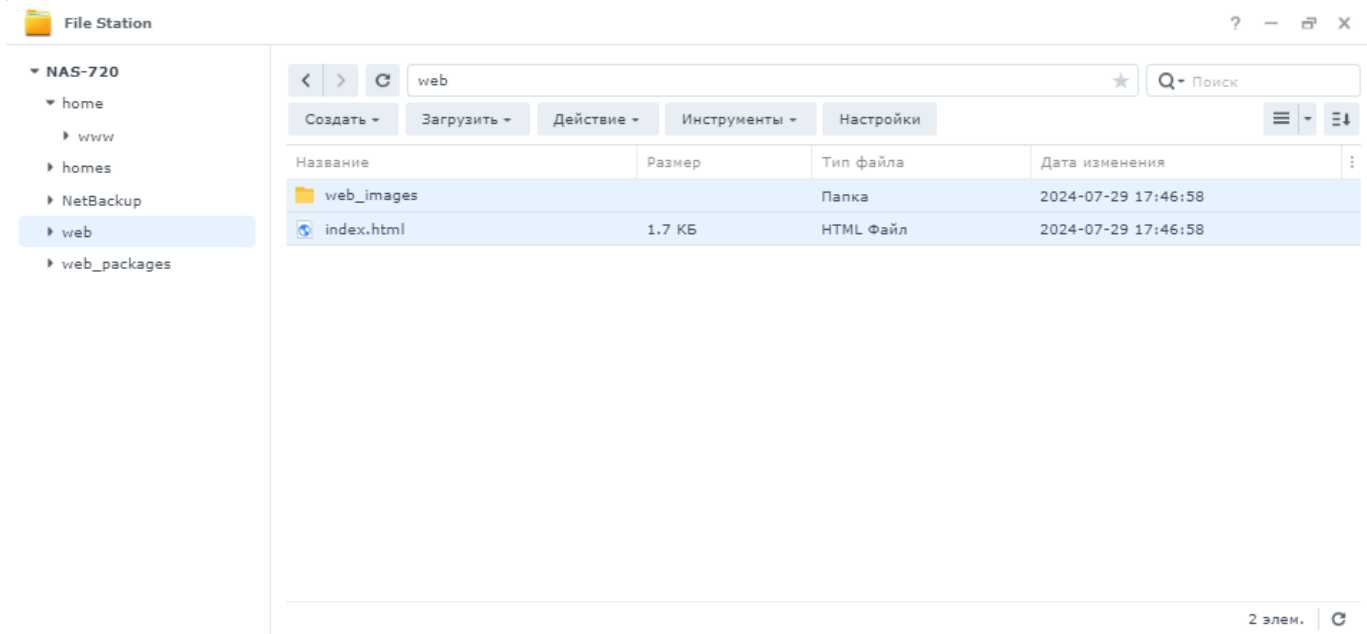 File Station
NAS-720
home
www
homes
NetBackup
web
web_packages
web
Поиск
Создать Загрузить Действие Инструменты Настройки
Название Размер Тип файла Дата изменения
web_images Папка 2024-07-29 17:46:58
index.html 1.7 КБ HTML Файл 2024-07-29 17:46:58
2 элем.